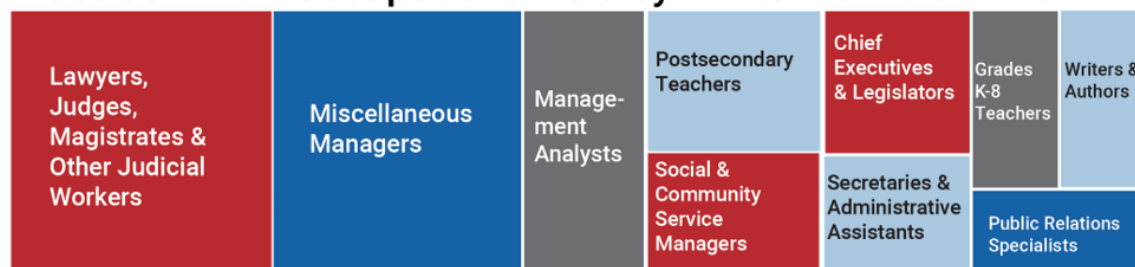 Lawyers,
Judges,
Magistrates &
Other Judicial
Workers
Miscellaneous
Managers
Manage-
ment
Analysts
Postsecondary
Teachers
Social &
Community
Service
Managers
Chief
Executives
& Legislators
Secretaries &
Administrative
Assistants
Grades
K-8
Teachers
Writers &
Authors
Public Relations
Specialists